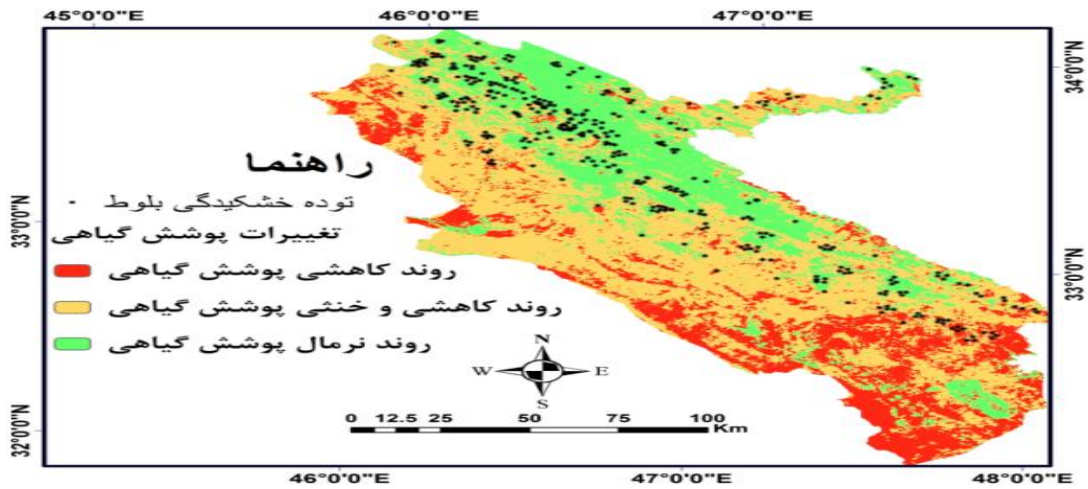 45°0'0"E 46°0'0"E 47°0'0"E
34°0'0"N
33°0'0"N
33°0'0"N
32°0'0"N
راهنما
توده خشکیدگی بلوط
تغییرات پوشش گیاهی
روند کاهشی پوشش گیاهی
روند کاهشی و خنثی پوشش گیاهی
روند نرمال پوشش گیاهی
N
W E
S
0 12.5 25 50 75 100
Km
46°0'0"E 47°0'0"E 48°0'0"E